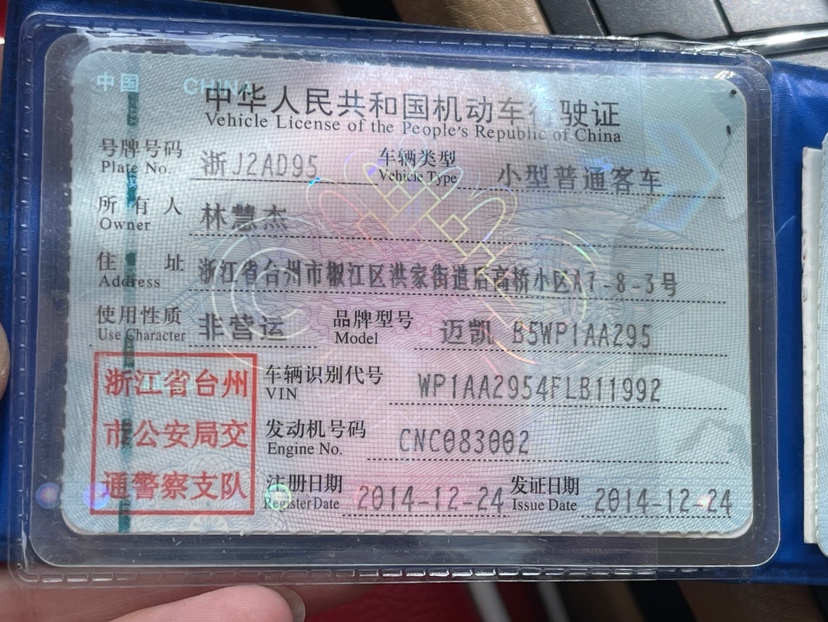 中国 CHINA
中华人民共和国机动车行驶证
Vehicle License of the People's Republic of China
号牌号码 浙J2AD95 车辆类型 小型普通客车
Plate No. Vehicle Type
所有人 林慧杰
Owner
住址 浙江省台州市椒江区洪家街道后高桥小区A7-8-3号
Address
使用性质 非营运 品牌型号 迈凯 B5WP1AA295
Use Character Model
浙江省台州
市公安局交
通警察支队
车辆识别代号 WP1AA2954FLB11992
VIN
发动机号码 CNC083002
Engine No.
注册日期 2014-12-24 发证日期 2014-12-24
Register Date Issue Date